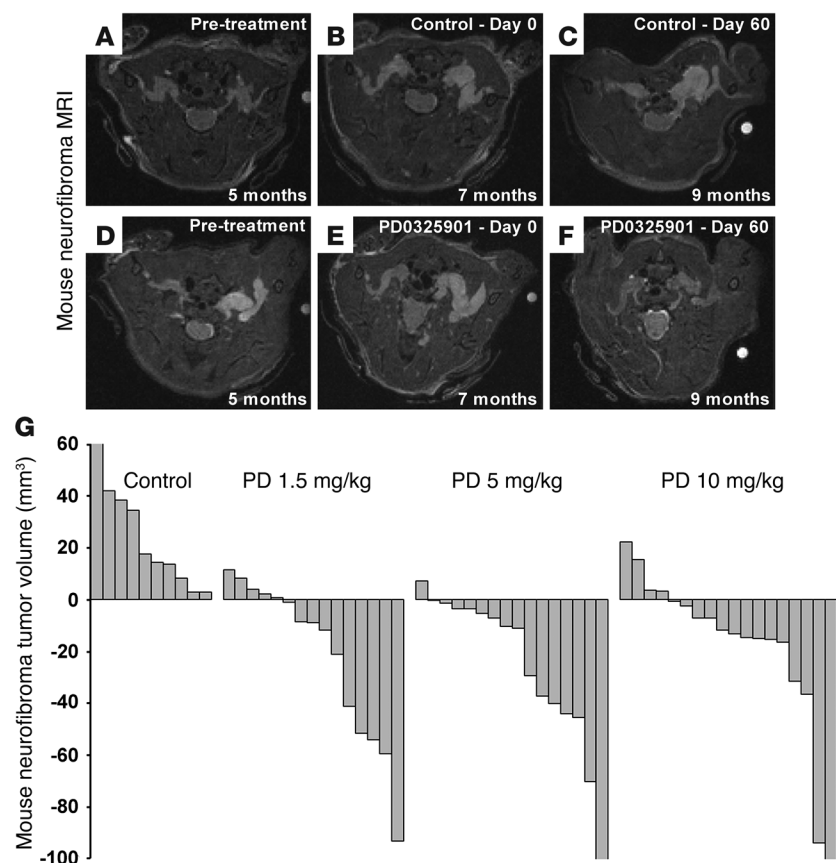 Mouse neurofibroma MRI
A
Pre-treatment
5 months
B
Control - Day 0
7 months
C
Control - Day 60
9 months
D
Pre-treatment
5 months
E
PD0325901 - Day 0
7 months
F
PD0325901 - Day 60
9 months
G
Mouse neurofibroma tumor volume (mm³)
60
40
20
0
-20
-40
-60
-80
-100
Control
PD 1.5 mg/kg
PD 5 mg/kg
PD 10 mg/kg